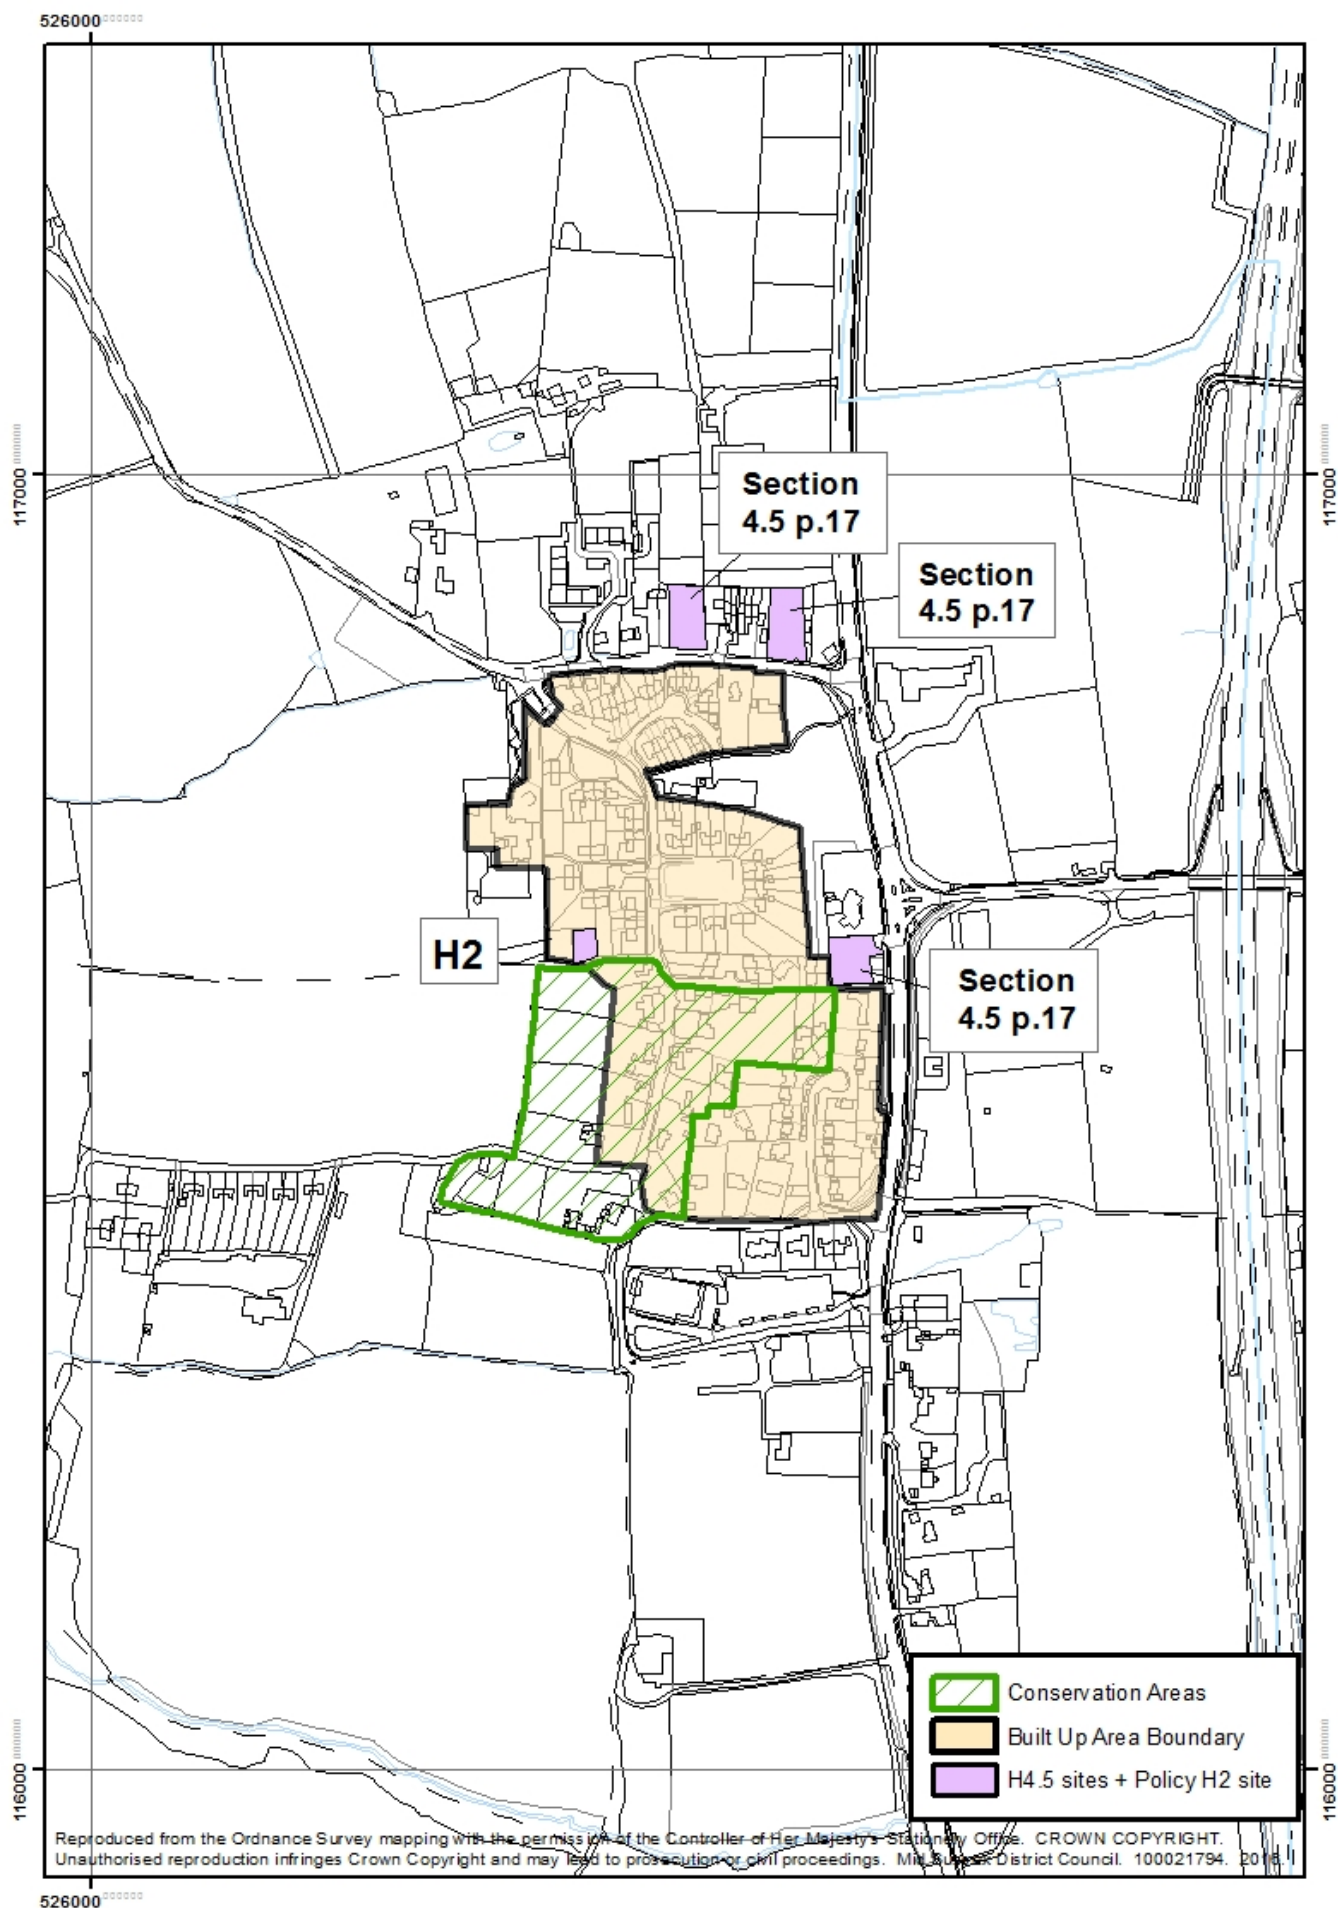 526000
117000
117000
Section
4.5 p.17
Section
4.5 p.17
H2
Section
4.5 p.17
Conservation Areas
Built Up Area Boundary
H4.5 sites + Policy H2 site
116000
116000
Reproduced from the Ordnance Survey mapping with the permission of the Controller of Her Majesty's Stationery Office. CROWN COPYRIGHT.
Unauthorised reproduction infringes Crown Copyright and may lead to prosecution or civil proceedings. Mid Sussex District Council. 100021794.
526000